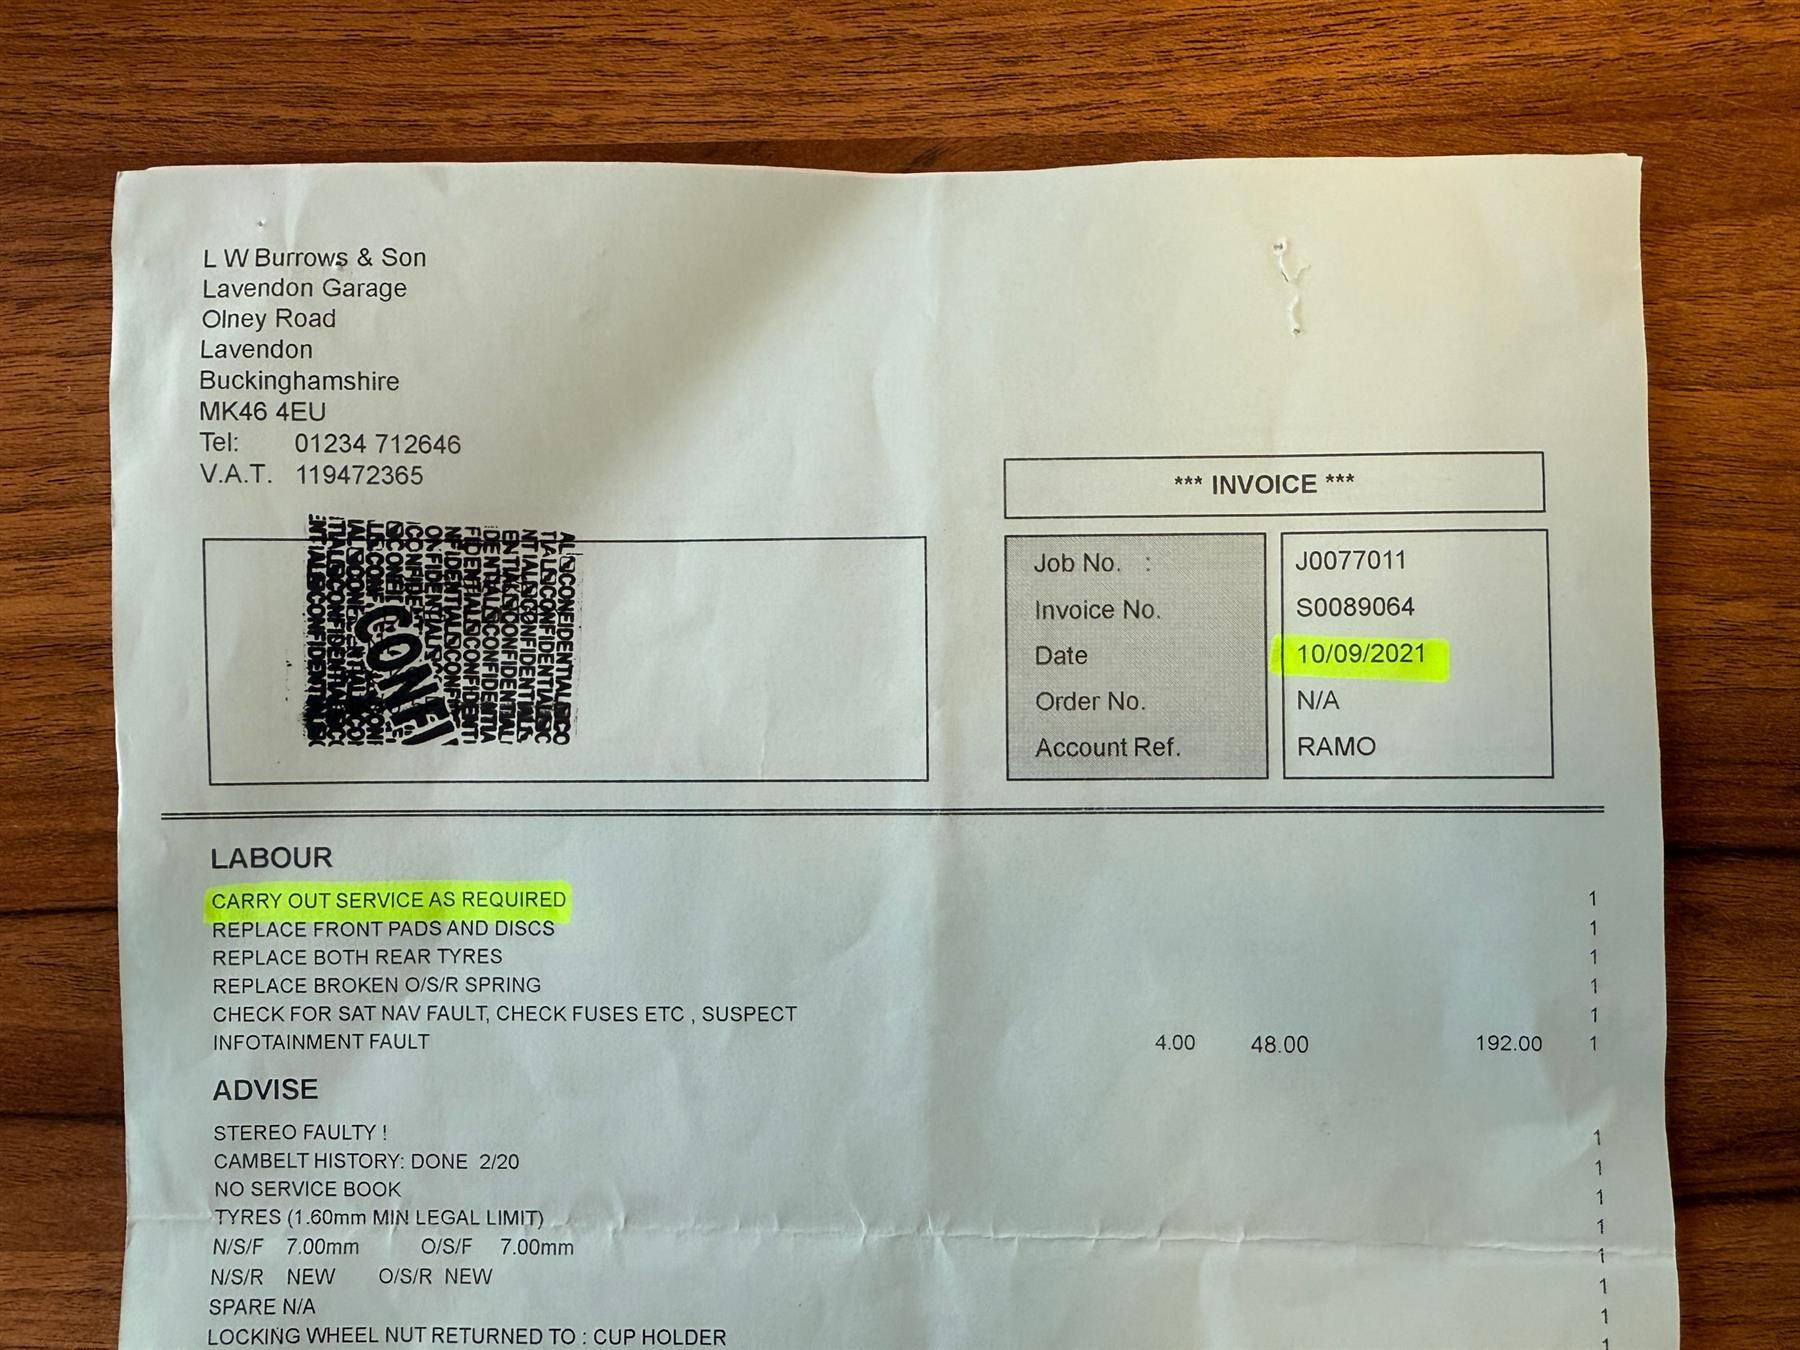 L W Burrows & Son
Lavendon Garage
Olney Road
Lavendon
Buckinghamshire
MK46 4EU
Tel: 01234 712646
V.A.T. 119472365
*** INVOICE ***
Job No. : J0077011
Invoice No. S0089064
Date 10/09/2021
Order No. N/A
Account Ref. RAMO
LABOUR
CARRY OUT SERVICE AS REQUIRED 1
REPLACE FRONT PADS AND DISCS 1
REPLACE BOTH REAR TYRES 1
REPLACE BROKEN O/S/R SPRING 1
CHECK FOR SAT NAV FAULT, CHECK FUSES ETC , SUSPECT 1
INFOTAINMENT FAULT 4.00 48.00 192.00 1
ADVISE
STEREO FAULTY ! 1
CAMBELT HISTORY: DONE 2/20 1
NO SERVICE BOOK 1
TYRES (1.60mm MIN LEGAL LIMIT) 1
N/S/F 7.00mm O/S/F 7.00mm 1
N/S/R NEW O/S/R NEW 1
SPARE N/A 1
LOCKING WHEEL NUT RETURNED TO : CUP HOLDER 1